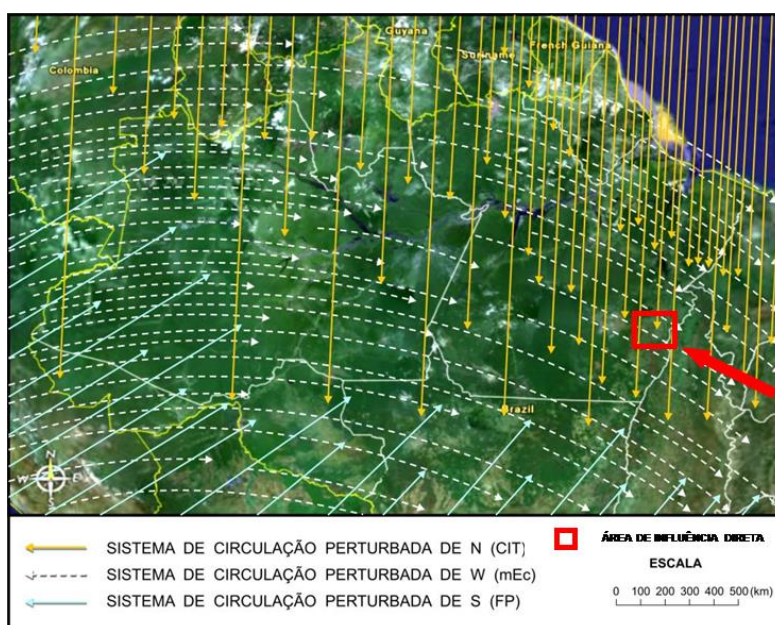 Guyana
Suriname
French Guiana
Colombia
Brazil
N
W E
S
SISTEMA DE CIRCULAÇÃO PERTURBADA DE N (CIT)
SISTEMA DE CIRCULAÇÃO PERTURBADA DE W (mEc)
SISTEMA DE CIRCULAÇÃO PERTURBADA DE S (FP)
ÁREA DE INFLUÊNCIA DIRETA
ESCALA
0 100 200 300 400 500 (km)